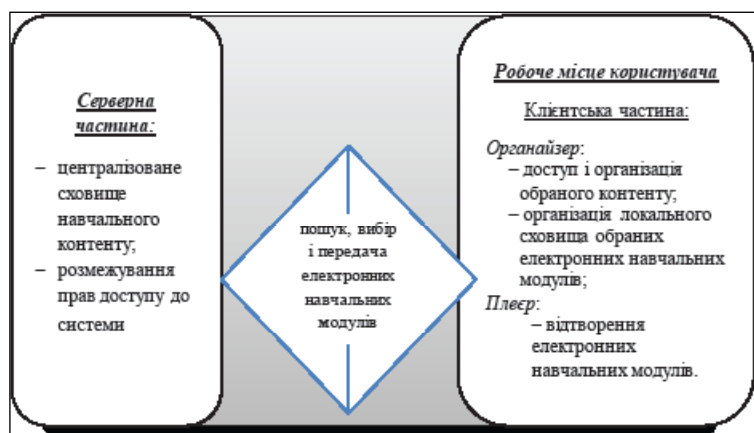 Серверна
частина:
– централізоване
сховище
навчального
контенту;
– розмежування
прав доступу до
системи
пошук, вибір
і передача
електронних
навчальних
модулів
Робоче місце користувача
Клієнтська частина:
Органайзер:
– доступ і організація
обраного контенту;
– організація локального
сховища обраних
електронних навчальних
модулів;
Плеєр:
– відтворення
електронних
навчальних модулів.